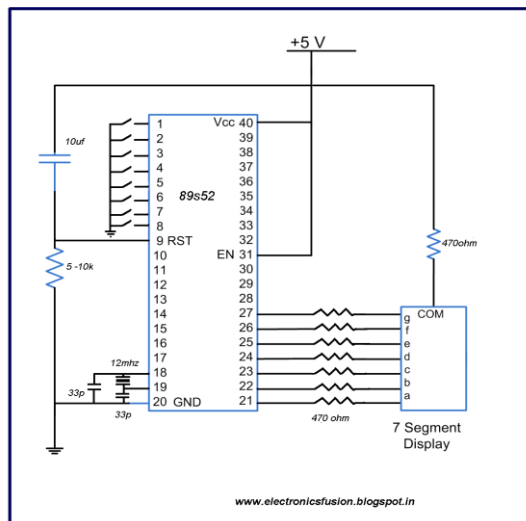 +5 V
10uf
5 -10k
89s52
1
2
3
4
5
6
7
8
9 RST
10
11
12
13
14
15
16
17
18
19
20 GND
Vcc 40
39
38
37
36
35
34
33
32
EN 31
30
29
28
27
26
25
24
23
22
21
12mhz
33p
33p
470ohm
470 ohm
COM
g
f
e
d
c
b
a
7 Segment
Display
www.electronicsfusion.blogspot.in